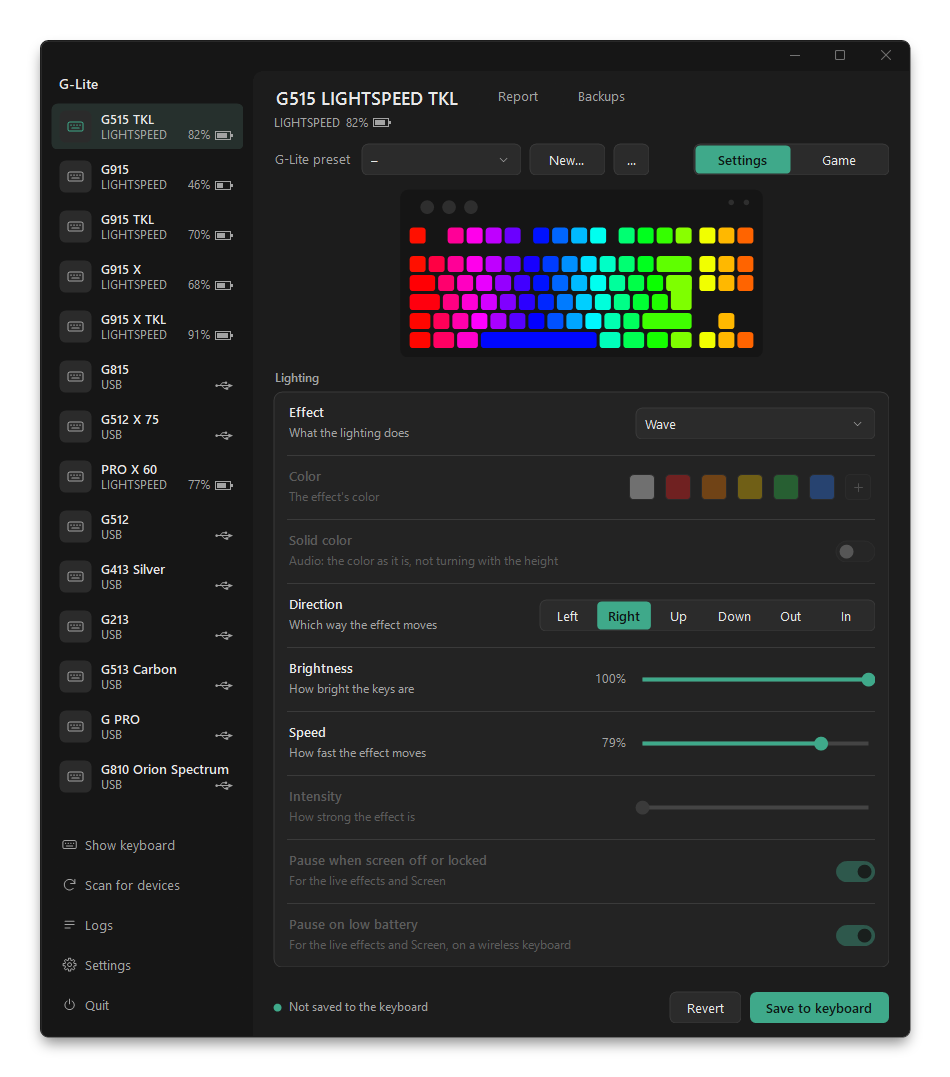 G-Lite
G515 TKL
LIGHTSPEED 82%
G915
LIGHTSPEED 46%
G915 TKL
LIGHTSPEED 70%
G915 X
LIGHTSPEED 68%
G915 X TKL
LIGHTSPEED 91%
G815
USB
G512 X 75
USB
PRO X 60
LIGHTSPEED 77%
G512
USB
G413 Silver
USB
G213
USB
G513 Carbon
USB
G PRO
USB
G810 Orion Spectrum
USB
Show keyboard
Scan for devices
Logs
Settings
Quit
G515 LIGHTSPEED TKL Report Backups
LIGHTSPEED 82%
G-Lite preset – New... ... Settings Game
Lighting
Effect
What the lighting does
Wave
Color
The effect's color
+
Solid color
Audio: the color as it is, not turning with the height
Direction
Which way the effect moves
Left Right Up Down Out In
Brightness
How bright the keys are
100%
Speed
How fast the effect moves
79%
Intensity
How strong the effect is
Pause when screen off or locked
For the live effects and Screen
Pause on low battery
For the live effects and Screen, on a wireless keyboard
Not saved to the keyboard Revert Save to keyboard